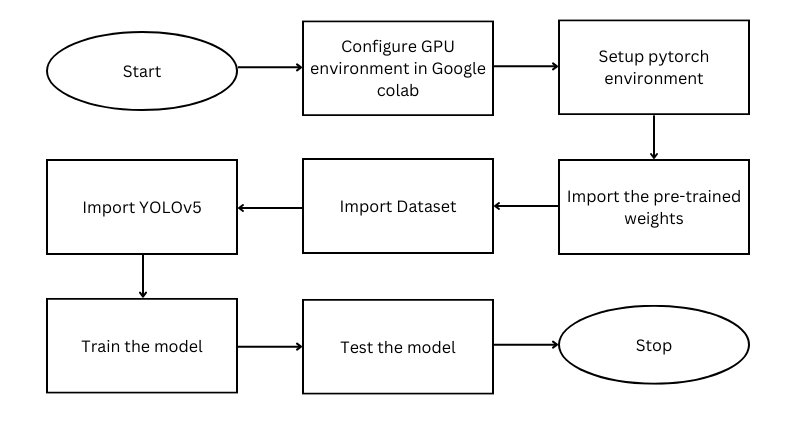 Start
Configure GPU
environment in Google
colab
Setup pytorch
environment
Import the pre-trained
weights
Import Dataset
Import YOLOv5
Train the model
Test the model
Stop